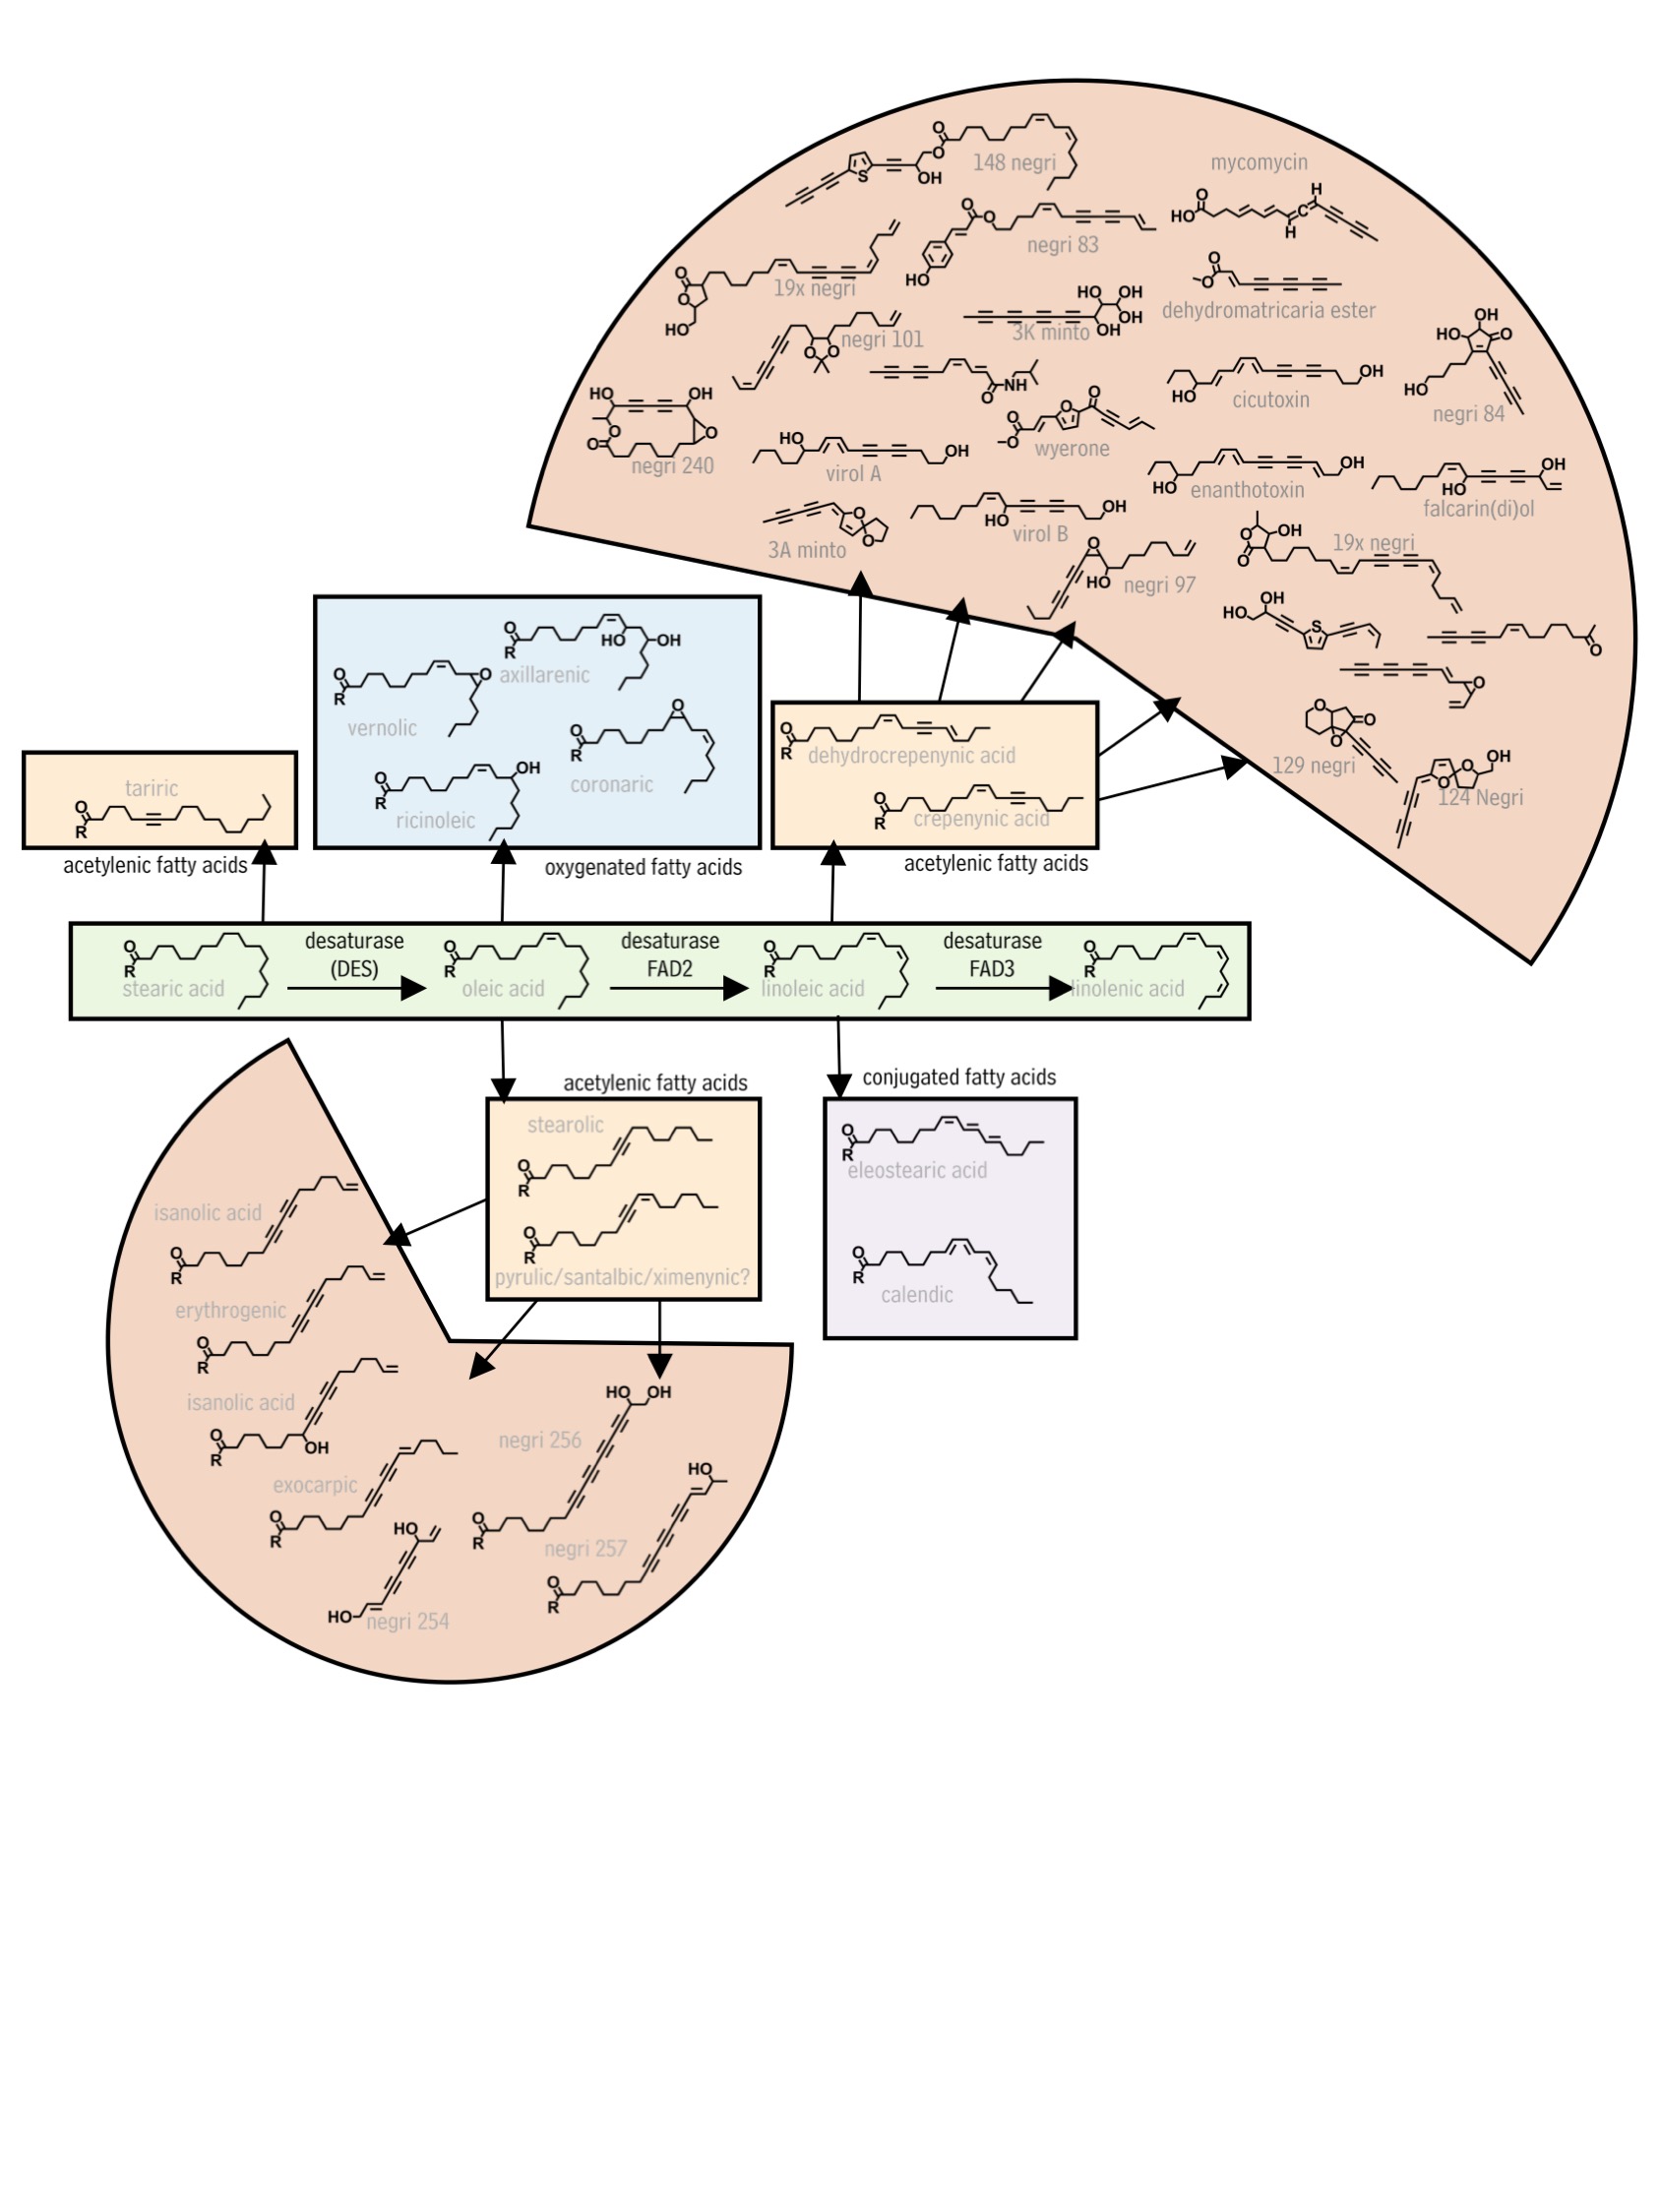 148 negri
mycomycin
negri 83
19x negri
dehydromatricaria ester
3K minto
negri 101
cicutoxin
negri 84
wyerone
negri 240
virol A
enanthotoxin
falcarin(di)ol
virol B
3A minto
19x negri
negri 97
129 negri
124 Negri
axillarenic
vernolic
coronaric
ricinoleic
dehydrocrepenynic acid
crepenynic acid
tariric
acetylenic fatty acids
oxygenated fatty acids
acetylenic fatty acids
desaturase
(DES)
desaturase
FAD2
desaturase
FAD3
stearic acid
oleic acid
linoleic acid
linolenic acid
acetylenic fatty acids
conjugated fatty acids
stearolic
pyrulic/santalbic/ximenynic?
eleostearic acid
calendic
isanolic acid
erythrogenic
isanolic acid
exocarpic
negri 256
negri 257
negri 254